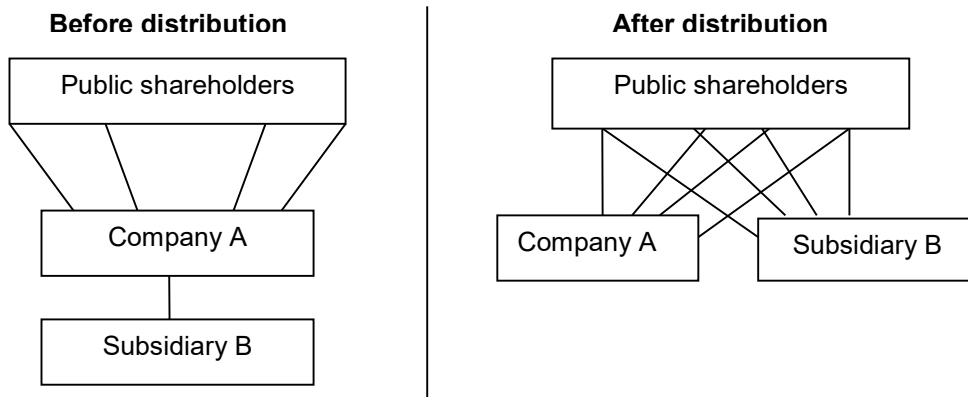 Before distribution
Public shareholders
Company A
Subsidiary B
After distribution
Public shareholders
Company A
Subsidiary B